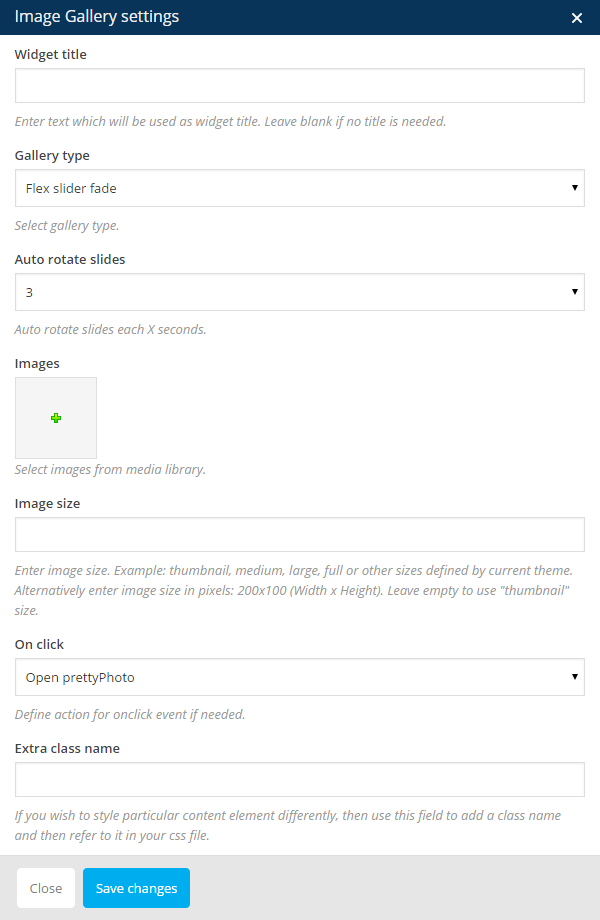 Image Gallery settings
Widget title
Enter text which will be used as widget title. Leave blank if no title is needed.
Gallery type
Flex slider fade
Select gallery type.
Auto rotate slides
3
Auto rotate slides each X seconds.
Images
Select images from media library.
Image size
Enter image size. Example: thumbnail, medium, large, full or other sizes defined by current theme.
Alternatively enter image size in pixels: 200x100 (Width x Height). Leave empty to use "thumbnail"
size.
On click
Open prettyPhoto
Define action for onclick event if needed.
Extra class name
If you wish to style particular content element differently, then use this field to add a class name
and then refer to it in your css file.
Close
Save changes